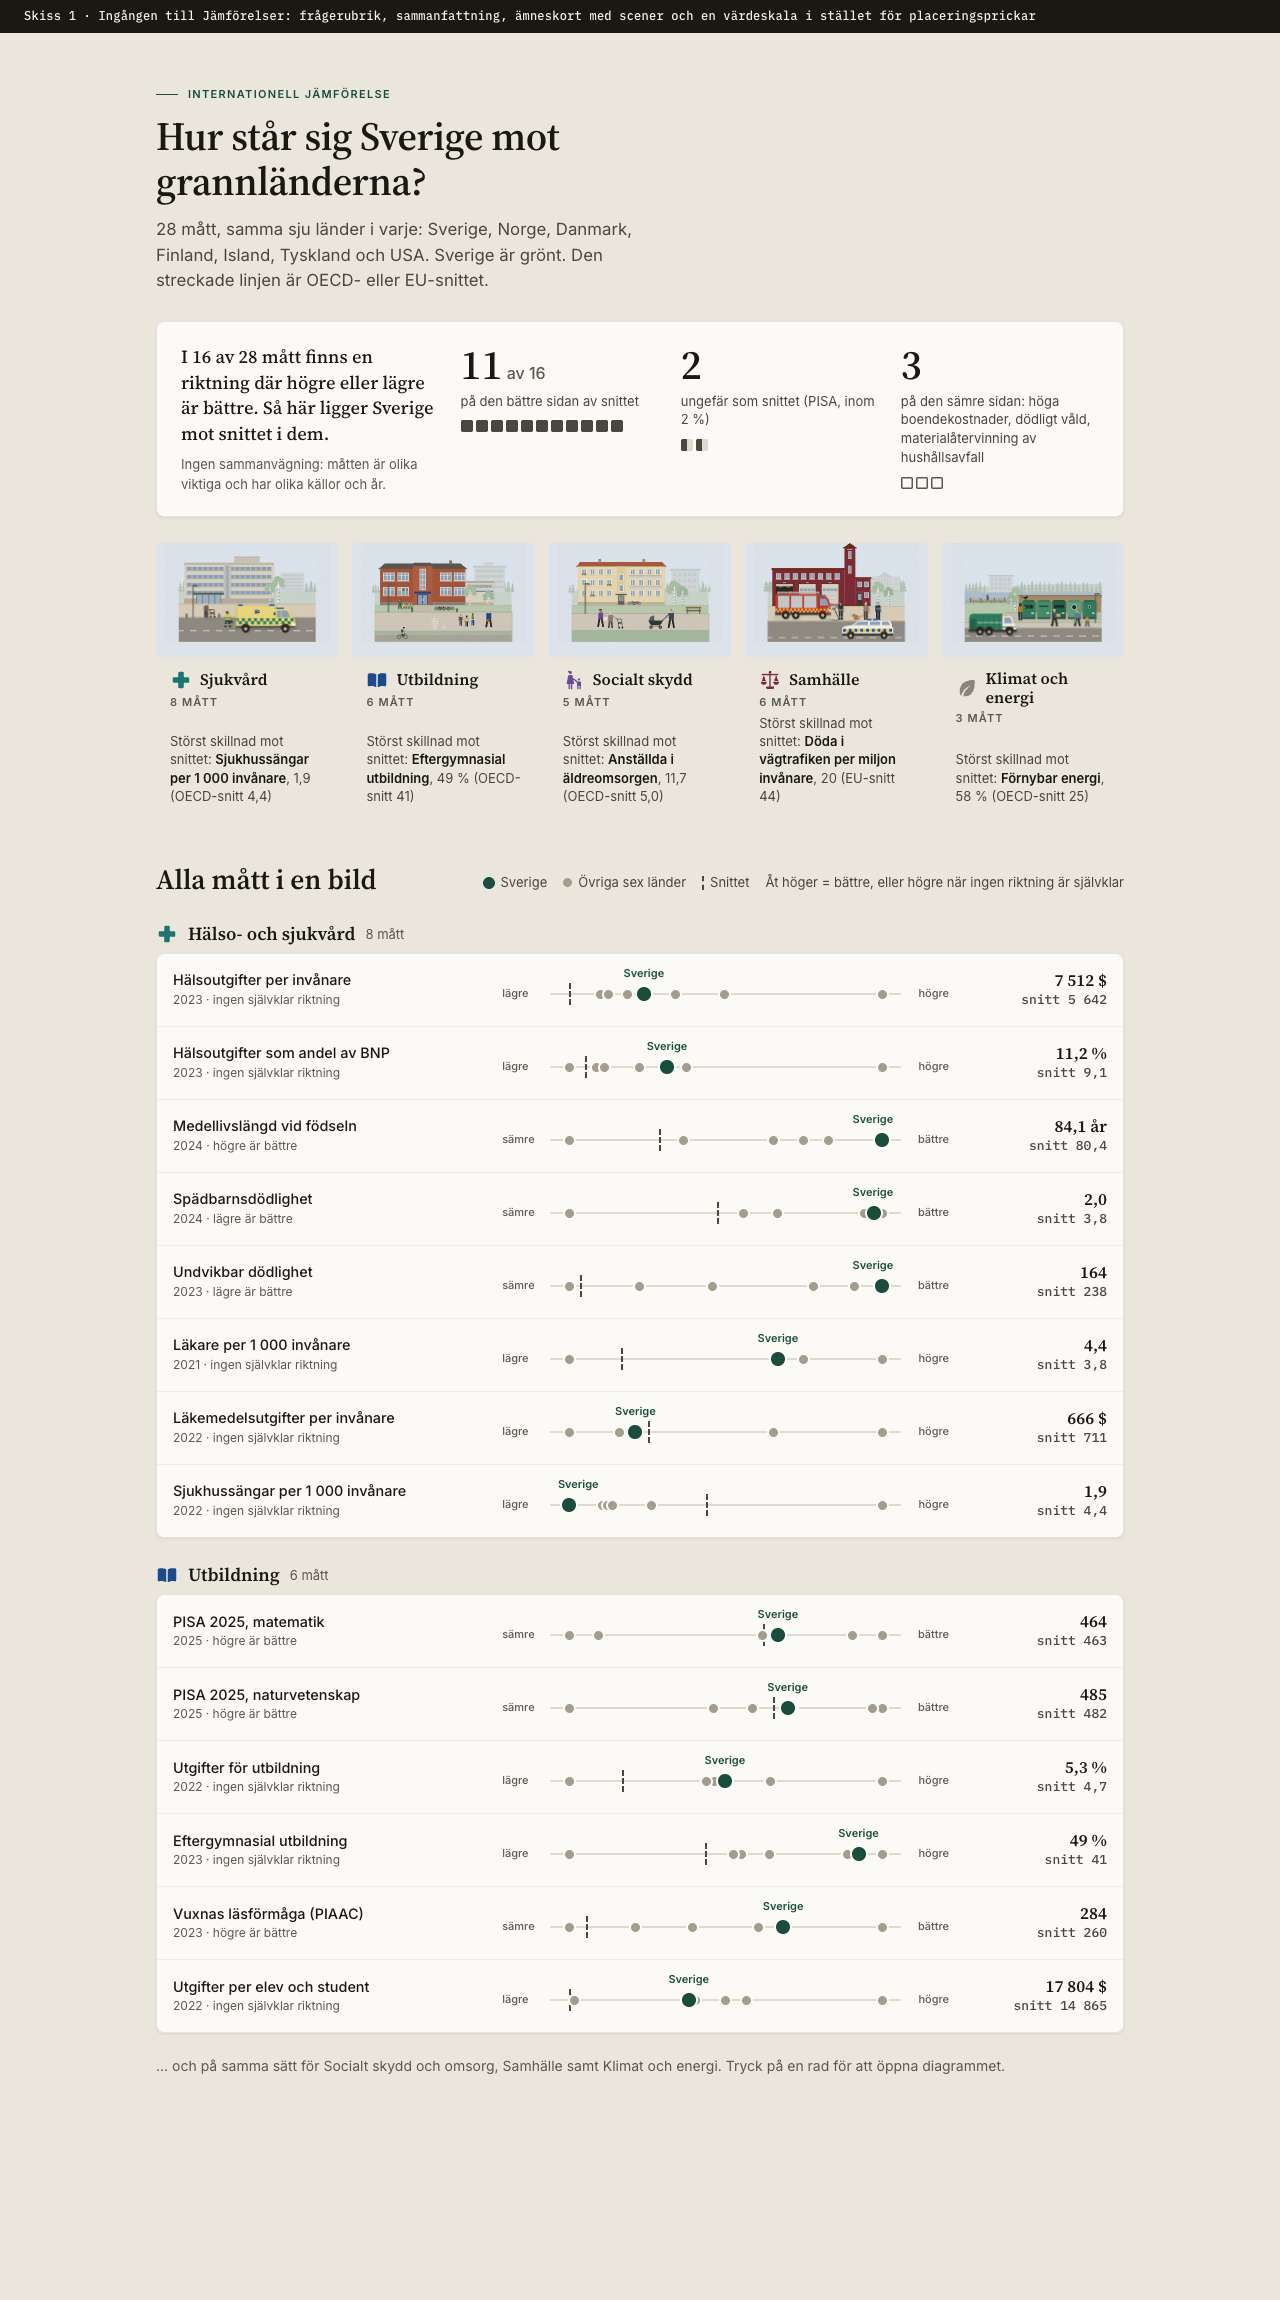 Skiss 1 · Ingången till Jämförelser: frågerubrik, sammanfattning, ämneskort med scener och en värdeskala i stället för placeringsprickar
INTERNATIONELL JÄMFÖRELSE
Hur står sig Sverige mot
grannländerna?
28 mått, samma sju länder i varje: Sverige, Norge, Danmark,
Finland, Island, Tyskland och USA. Sverige är grönt. Den
streckade linjen är OECD- eller EU-snittet.
I 16 av 28 mått finns en
riktning där högre eller lägre
är bättre. Så här ligger Sverige
mot snittet i dem.
Ingen sammanvägning: måtten är olika
viktiga och har olika källor och år.
11 av 16
på den bättre sidan av snittet
2
ungefär som snittet (PISA, inom
2 %)
3
på den sämre sidan: höga
boendekostnader, dödligt våld,
materialåtervinning av
hushållsavfall
Sjukvård
8 MÅTT
Störst skillnad mot
snittet: Sjukhussängar
per 1 000 invånare, 1,9
(OECD-snitt 4,4)
Utbildning
6 MÅTT
Störst skillnad mot
snittet: Eftergymnasial
utbildning, 49 % (OECD-
snitt 41)
Socialt skydd
5 MÅTT
Störst skillnad mot
snittet: Anställda i
äldreomsorgen, 11,7
(OECD-snitt 5,0)
Samhälle
6 MÅTT
Störst skillnad mot
snittet: Döda i
vägtrafiken per miljon
invånare, 20 (EU-snitt
44)
Klimat och
energi
3 MÅTT
Störst skillnad mot
snittet: Förnybar energi,
58 % (OECD-snitt 25)
Alla mått i en bild
Sverige Övriga sex länder Snittet Åt höger = bättre, eller högre när ingen riktning är självklar
Hälso- och sjukvård 8 mått
Hälsoutgifter per invånare
2023 · ingen självklar riktning
lägre
Sverige
högre
7 512 $
snitt 5 642
Hälsoutgifter som andel av BNP
2023 · ingen självklar riktning
lägre
Sverige
högre
11,2 %
snitt 9,1
Medellivslängd vid födseln
2024 · högre är bättre
sämre
Sverige
bättre
84,1 år
snitt 80,4
Spädbarnsdödlighet
2024 · lägre är bättre
sämre
Sverige
bättre
2,0
snitt 3,8
Undvikbar dödlighet
2023 · lägre är bättre
sämre
Sverige
bättre
164
snitt 238
Läkare per 1 000 invånare
2021 · ingen självklar riktning
lägre
Sverige
högre
4,4
snitt 3,8
Läkemedelsutgifter per invånare
2022 · ingen självklar riktning
lägre
Sverige
högre
666 $
snitt 711
Sjukhussängar per 1 000 invånare
2022 · ingen självklar riktning
lägre
Sverige
högre
1,9
snitt 4,4
Utbildning 6 mått
PISA 2025, matematik
2025 · högre är bättre
sämre
Sverige
bättre
464
snitt 463
PISA 2025, naturvetenskap
2025 · högre är bättre
sämre
Sverige
bättre
485
snitt 482
Utgifter för utbildning
2022 · ingen självklar riktning
lägre
Sverige
högre
5,3 %
snitt 4,7
Eftergymnasial utbildning
2023 · ingen självklar riktning
lägre
Sverige
högre
49 %
snitt 41
Vuxnas läsförmåga (PIAAC)
2023 · högre är bättre
sämre
Sverige
bättre
284
snitt 260
Utgifter per elev och student
2022 · ingen självklar riktning
lägre
Sverige
högre
17 804 $
snitt 14 865
... och på samma sätt för Socialt skydd och omsorg, Samhälle samt Klimat och energi. Tryck på en rad för att öppna diagrammet.